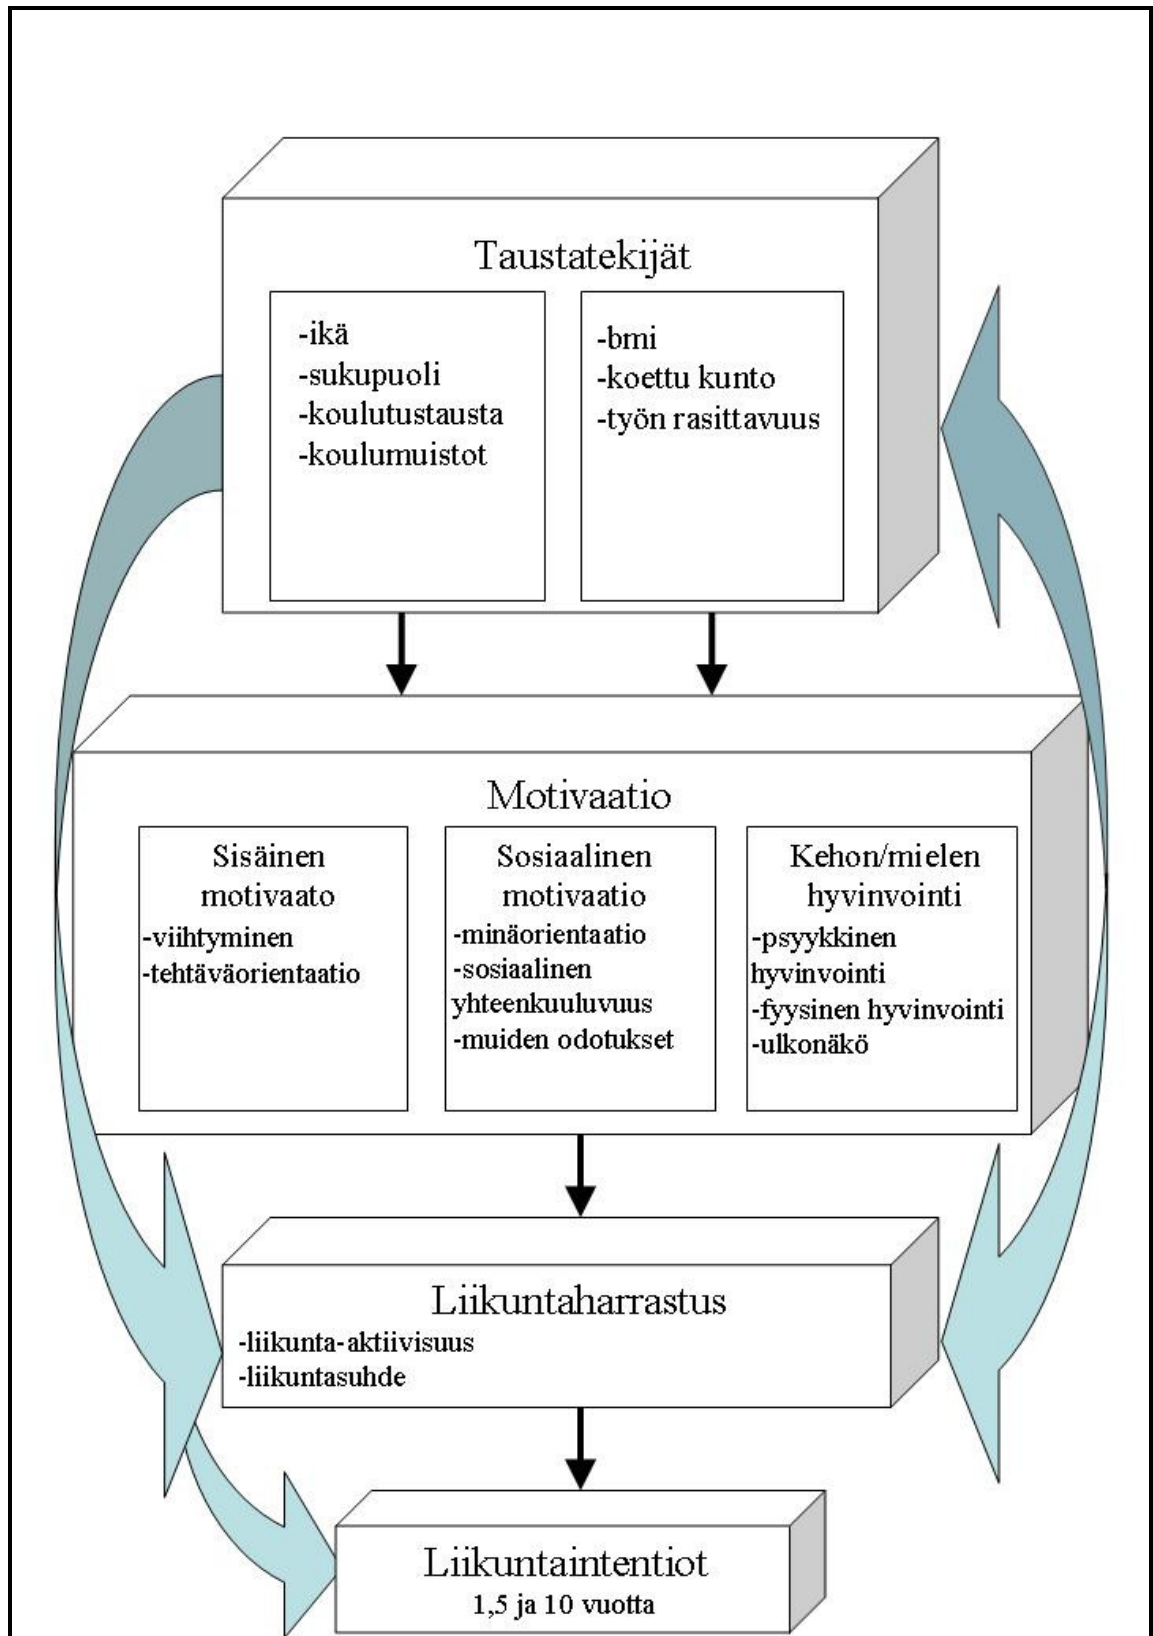 Taustatekijät
-ikä
-sukupuoli
-koulutustausta
-koulumuistot
-bmi
-koettu kunto
-työn rasittavuus
Motivaatio
Sisäinen
motivaato
-viihtyminen
-tehtäväorientaatio
Sosiaalinen
motivaatio
-minäorientaatio
-sosiaalinen
yhteenkuuluvuus
-muiden odotukset
Kehon/mielen
hyvinvointi
-psyykkinen
hyvinvointi
-fyysinen hyvinvointi
-ulkonäkö
Liikuntaharrastus
-liikunta-aktiivisuus
-liikuntasuhde
Liikuntaintentiot
1,5 ja 10 vuotta